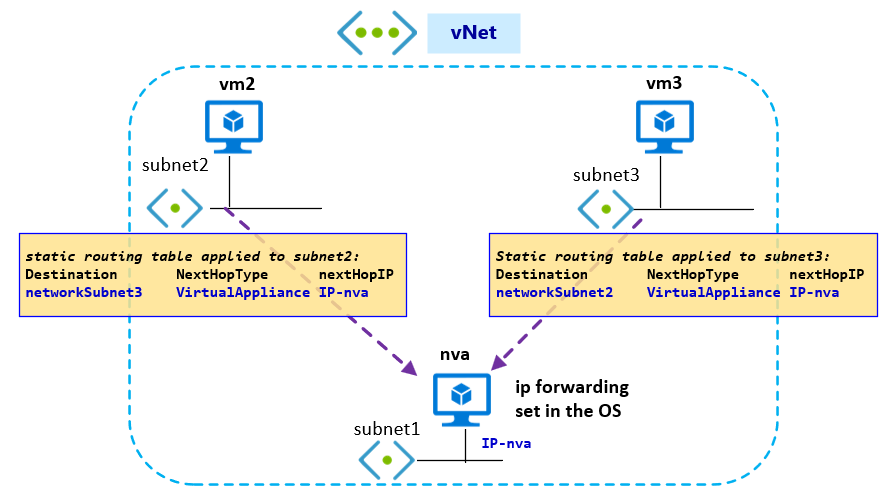 vNet
vm2
vm3
subnet2
subnet3
static routing table applied to subnet2:
Destination NextHopType nextHopIP
networkSubnet3 VirtualAppliance IP-nva
Static routing table applied to subnet3:
Destination NextHopType nextHopIP
networkSubnet2 VirtualAppliance IP-nva
nva
ip forwarding
set in the OS
subnet1
IP-nva